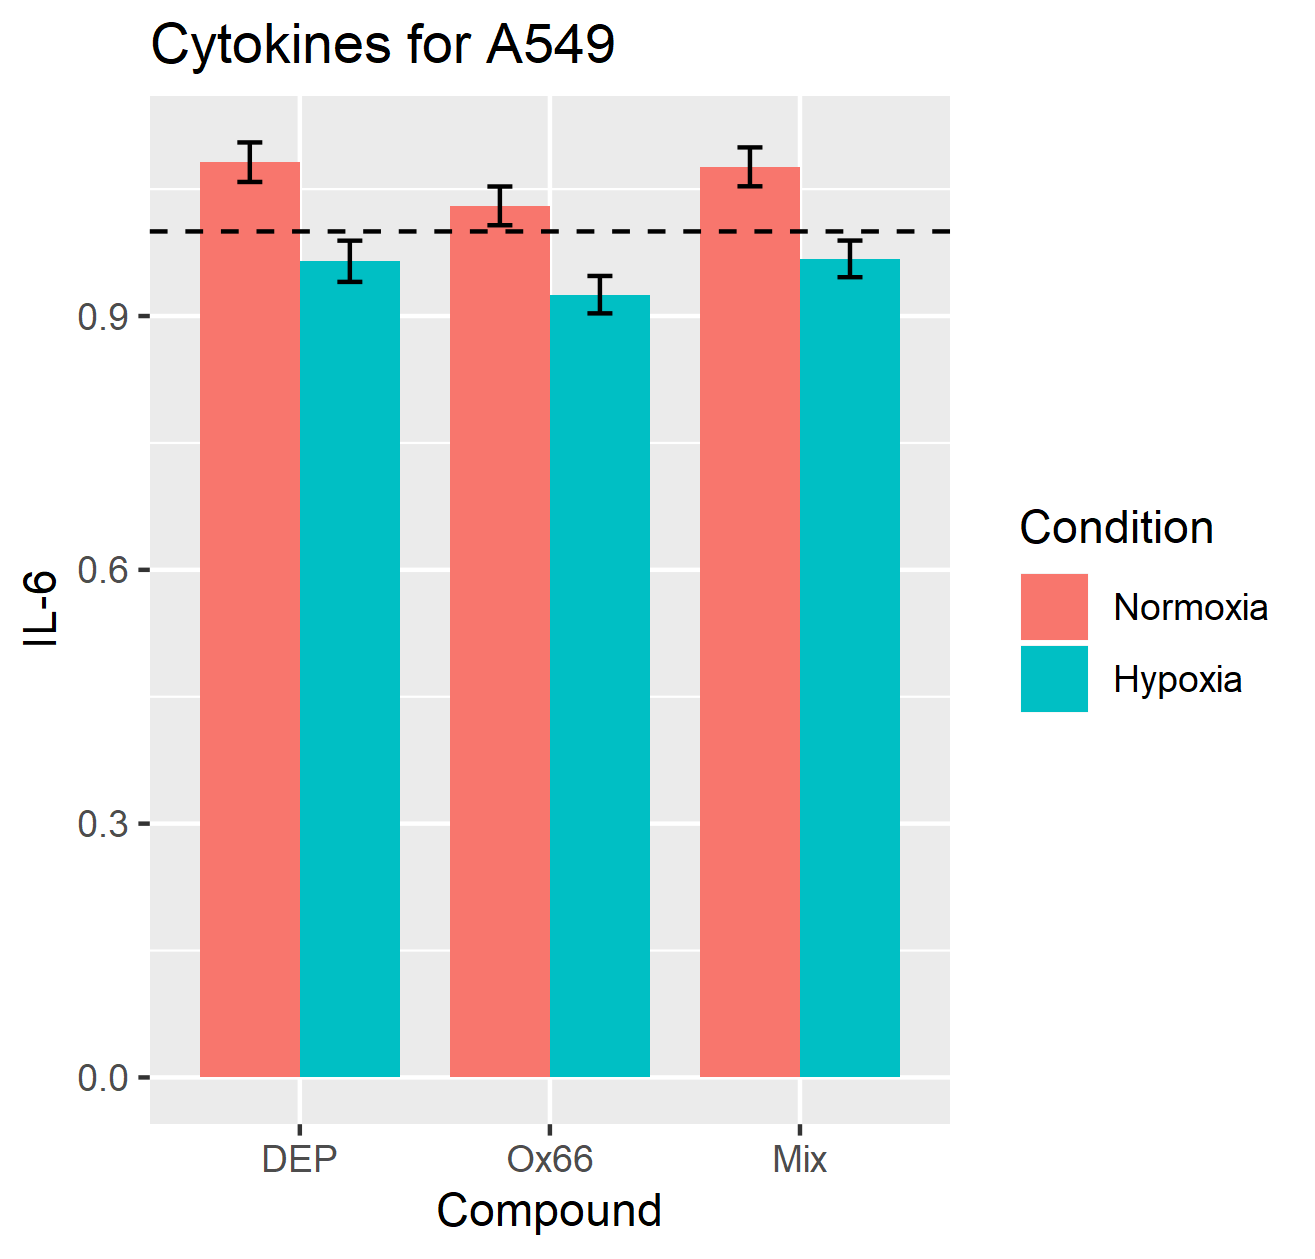 Cytokines for A549
IL-6
0.9
0.6
0.3
0.0
DEP Ox66 Mix
Compound
Condition
Normoxia
Hypoxia